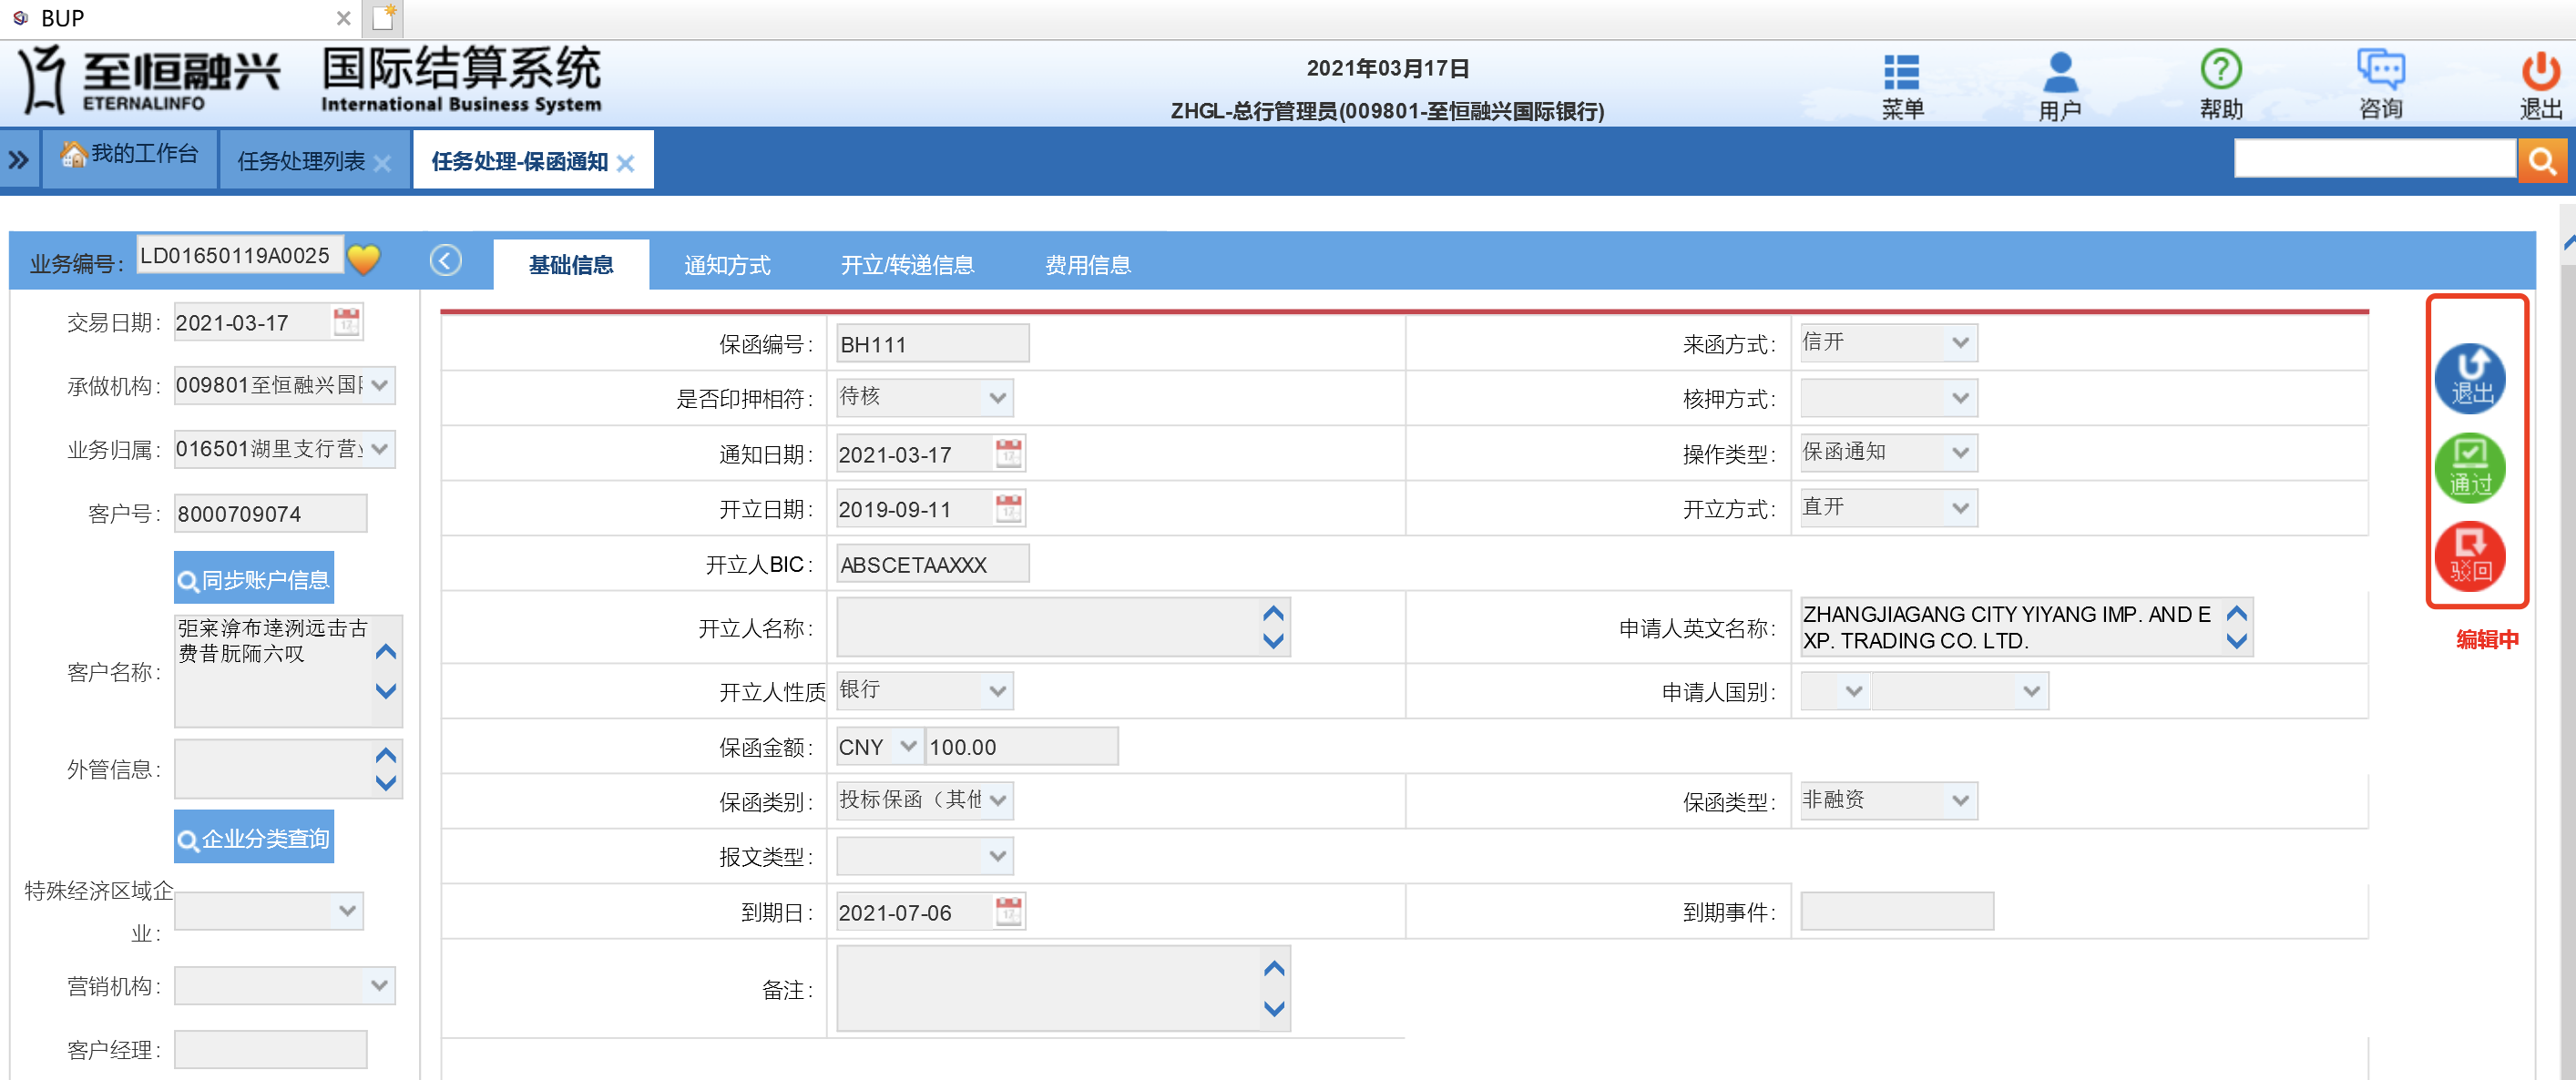 BUP
至恒融兴
ETERNALINFO
国际结算系统
International Business System
2021年03月17日
ZHGL-总行管理员(009801-至恒融兴国际银行)
菜单
用户
帮助
咨询
退出
我的工作台
任务处理列表
任务处理-保函通知
业务编号：
LD01650119A0025
基础信息
通知方式
开立/转递信息
费用信息
交易日期：
2021-03-17
承做机构：
009801至恒融兴国
业务归属：
016501湖里支行营
客户号：
8000709074
同步账户信息
客户名称：
布達洌远击古
费昔朊陑六叹
外管信息：
企业分类查询
特殊经济区域企
业：
营销机构：
客户经理：
保函编号：
BH111
来函方式：
信开
是否印押相符：
待核
核押方式：
通知日期：
2021-03-17
操作类型：
保函通知
开立日期：
2019-09-11
开立方式：
直开
开立人BIC：
ABSCETAAXXX
开立人名称：
申请人英文名称：
ZHANGJIAGANG CITY YIYANG IMP. AND E
XP. TRADING CO. LTD.
开立人性质
银行
申请人国别：
保函金额：
CNY
100.00
保函类别：
投标保函（其他
保函类型：
非融资
报文类型：
到期日：
2021-07-06
到期事件：
备注：
退出
通过
驳回
编辑中